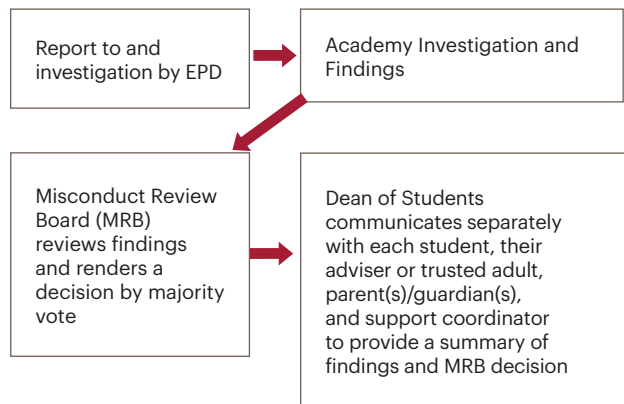 Report to and
investigation by EPD
Academy Investigation and
Findings
Misconduct Review
Board (MRB)
reviews findings
and renders a
decision by majority
vote
Dean of Students
communicates separately
with each student, their
adviser or trusted adult,
parent(s)/guardian(s),
and support coordinator
to provide a summary of
findings and MRB decision